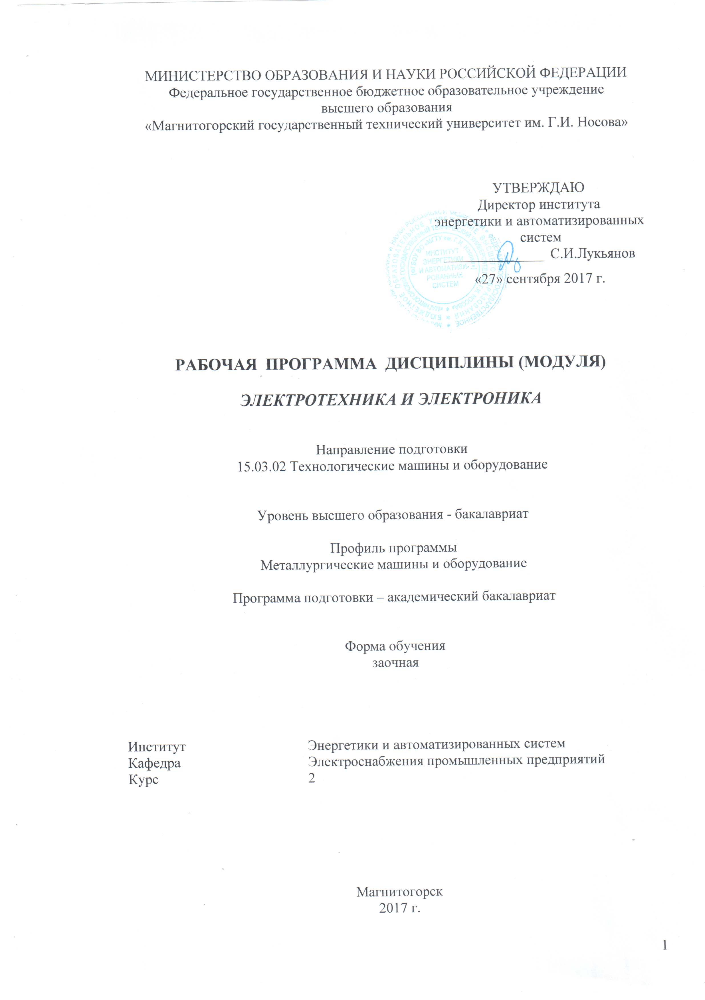 МИНИСТЕРСТВО ОБРАЗОВАНИЯ И НАУКИ РОССИЙСКОЙ ФЕДЕРАЦИИ
Федеральное государственное бюджетное образовательное учреждение
высшего образования
«Магнитогорский государственный технический университет им. Г.И. Носова»
УТВЕРЖДАЮ
Директор института
энергетики и автоматизированных
систем
С.И.Лукьянов
«27» сентября 2017 г.
(ФГБОУ ВО «МГТУ им. Г.И. Носова»)
ИНСТИТУТ
ЭНЕРГЕТИКИ
И АВТОМАТИЗИ-
РОВАННЫХ
СИСТЕМ
РАБОЧАЯ ПРОГРАММА ДИСЦИПЛИНЫ (МОДУЛЯ)
ЭЛЕКТРОТЕХНИКА И ЭЛЕКТРОНИКА
Направление подготовки
15.03.02 Технологические машины и оборудование
Уровень высшего образования - бакалавриат
Профиль программы
Металлургические машины и оборудование
Программа подготовки – академический бакалавриат
Форма обучения
заочная
Институт Энергетики и автоматизированных систем
Кафедра Электроснабжения промышленных предприятий
Курс 2
Магнитогорск
2017 г.
1